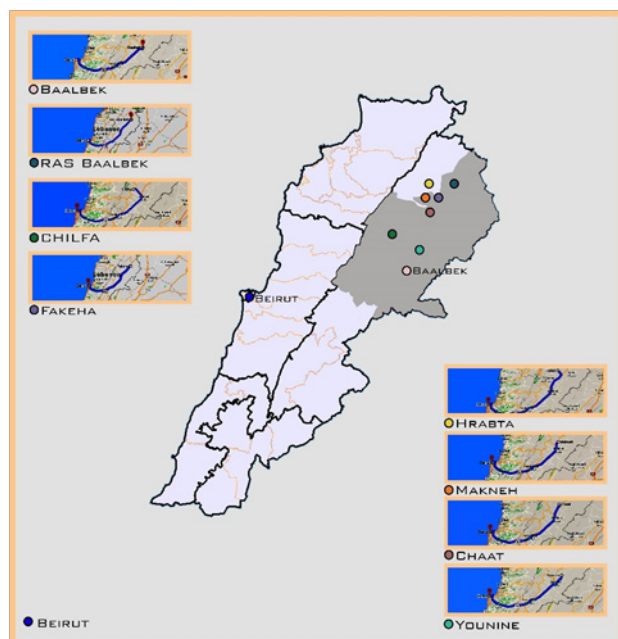 BAALBEK
RAS BAALBEK
CHILFA
FAKEHA
BAALBEK
BEIRUT
HRABTA
MAKNEH
CHAAT
YOUNINE
BEIRUT